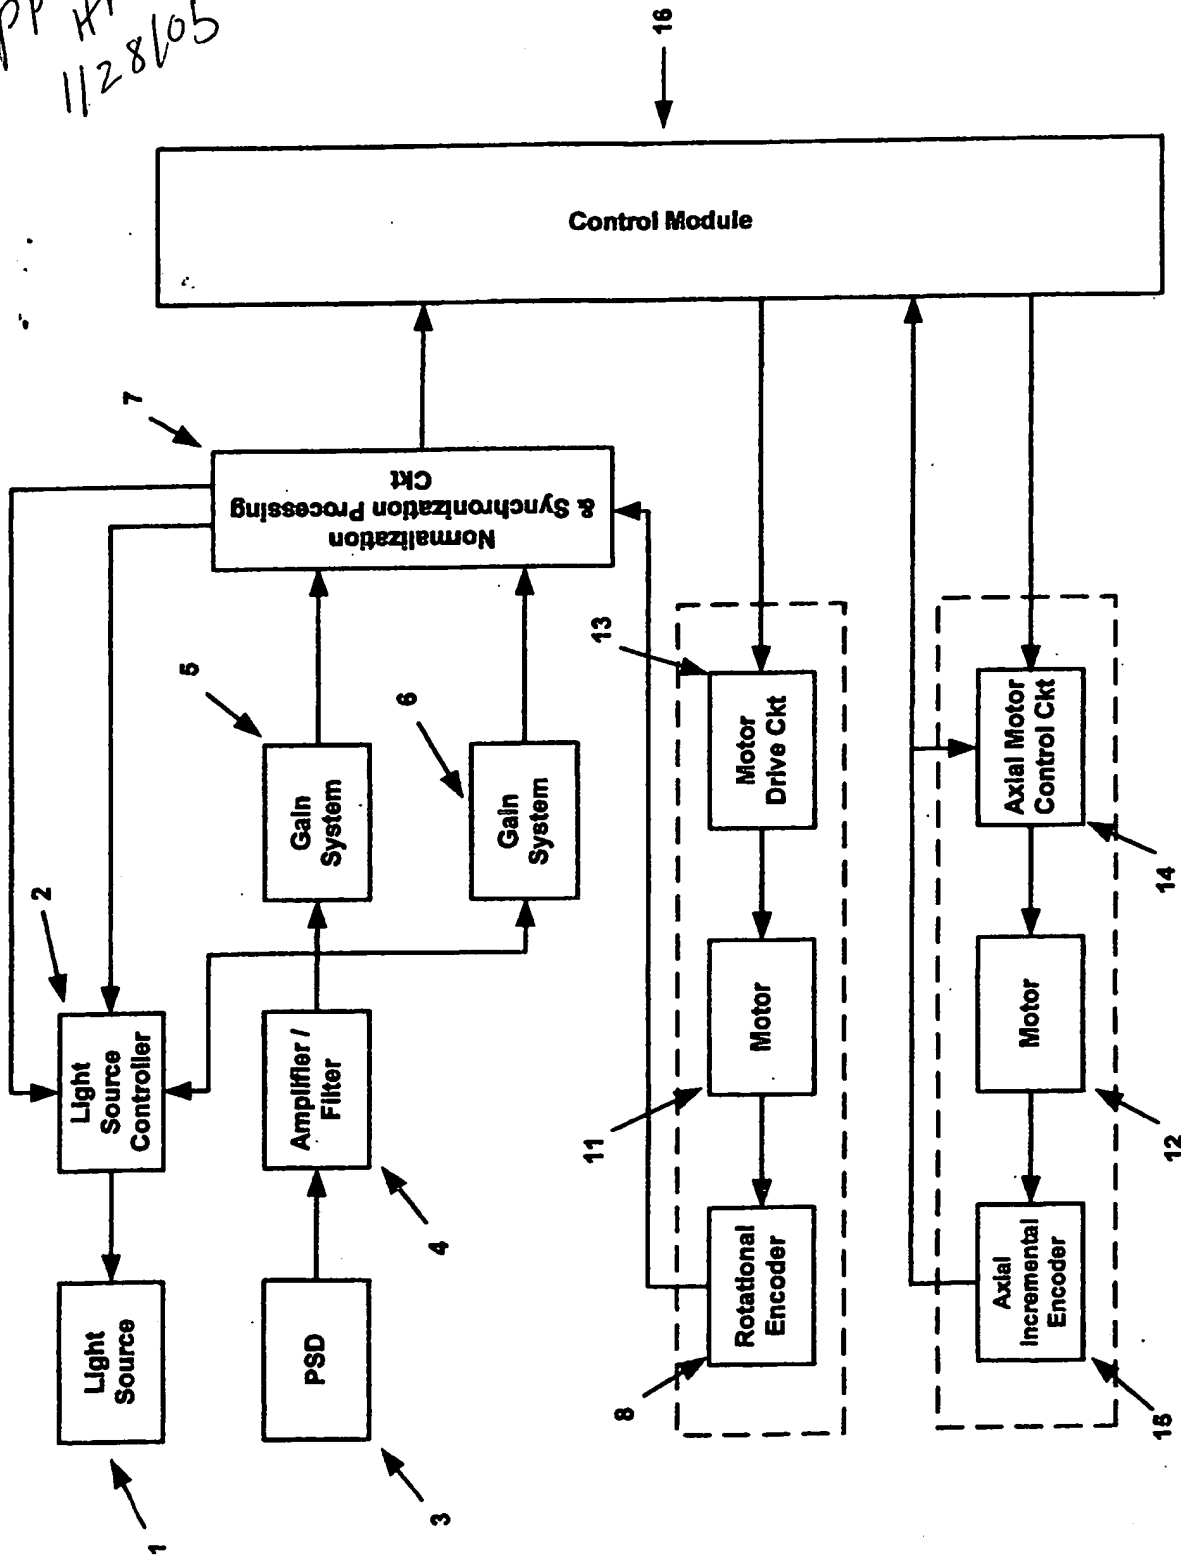 1/28/05
16
Control Module
7
Normalization
& Synchronization Processing
Ckt
2
5
6
13
Light
Source
Controller
Gain
System
Gain
System
Motor
Drive Ckt
Axial Motor
Control Ckt
14
Light
Source
1
Amplifier /
Filter
4
PSD
3
11
Motor
Motor
12
8
Rotational
Encoder
Axial
Incremental
Encoder
15